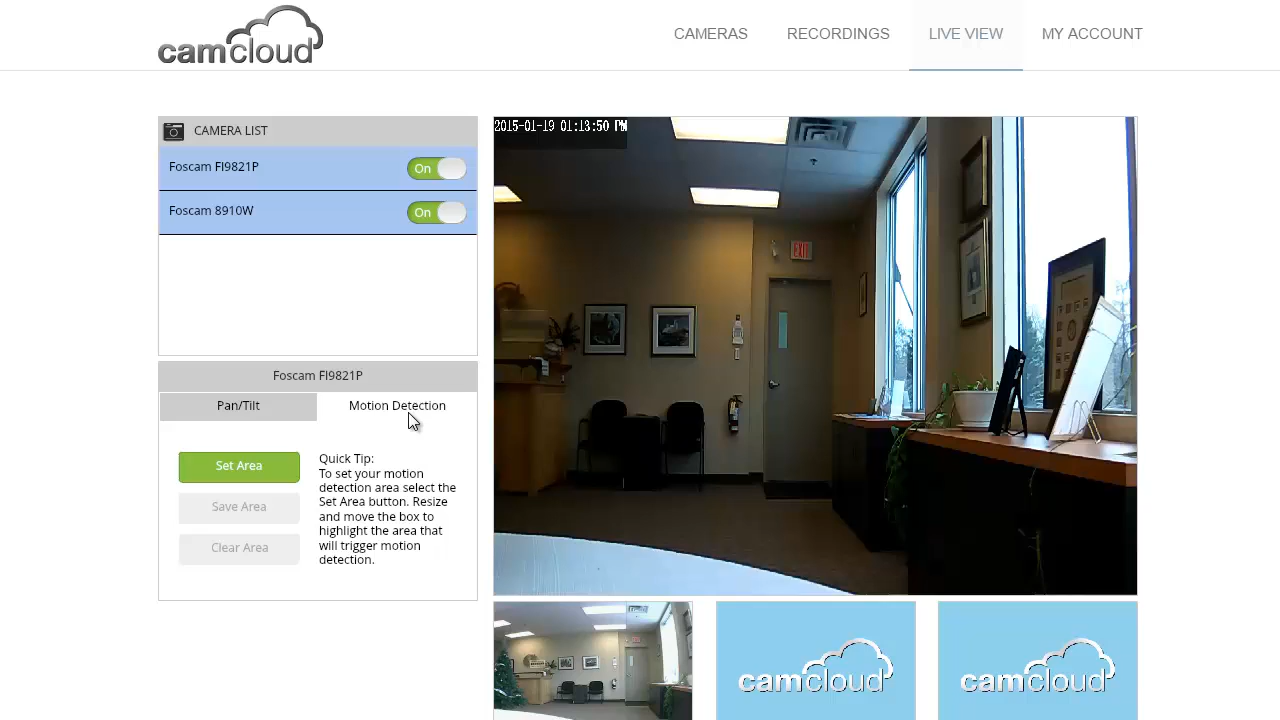 camcloud
CAMERAS
RECORDINGS
LIVE VIEW
MY ACCOUNT
CAMERA LIST
Foscam FI9821P
On
Foscam 8910W
On
2015-01-19 01:13:50 PM
EXIT
Foscam FI9821P
Pan/Tilt
Motion Detection
Set Area
Save Area
Clear Area
Quick Tip:
To set your motion
detection area select the
Set Area button. Resize
and move the box to
highlight the area that
will trigger motion
detection.
camcloud
camcloud